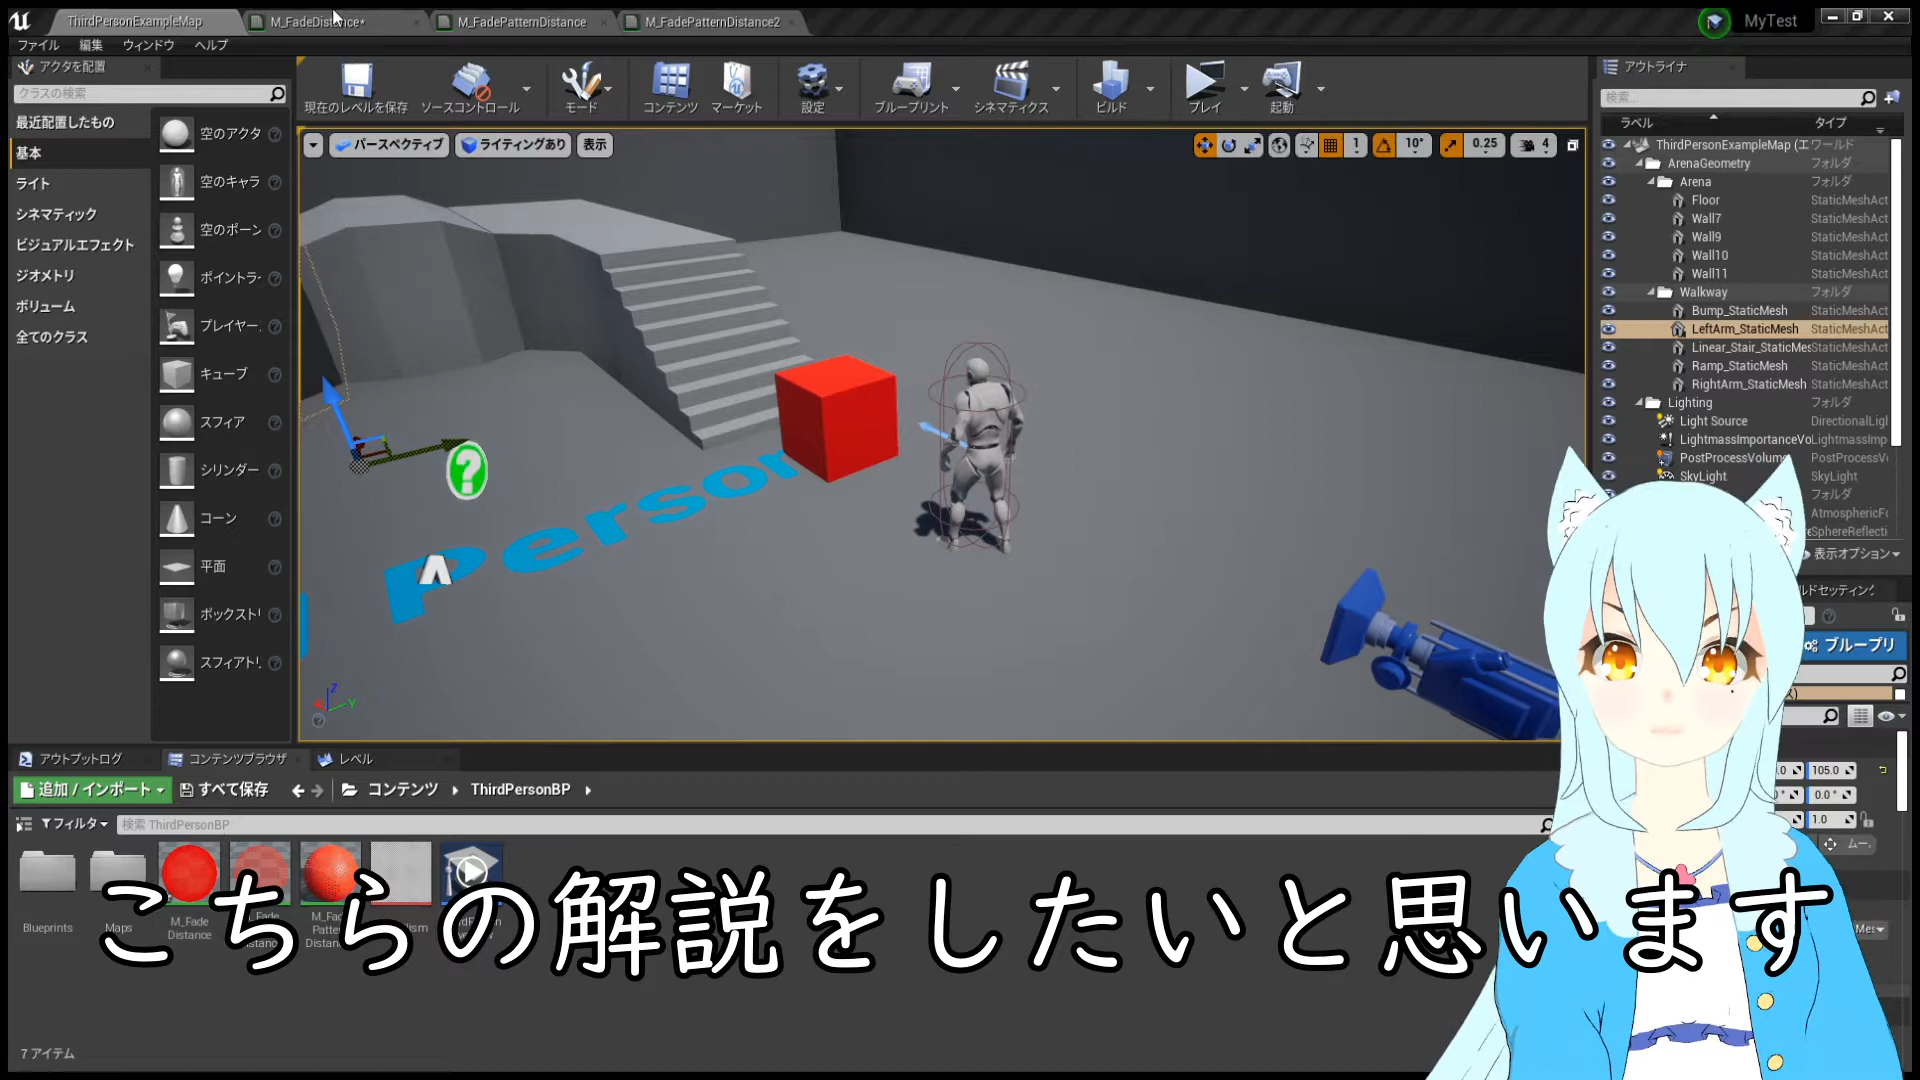 ThirdPersonExampleMap
M_FadeDistance*
M_FadePatternDistance
M_FadePatternDistance2
MyTest
ファイル 編集 ウィンドウ ヘルプ
アクタを配置
クラスの検索
最近配置したもの
基本
ライト
シネマティック
ビジュアルエフェクト
ジオメトリ
ボリューム
全てのクラス
空のアクタ
空のキャラ
空のポーン
ポイントラ
プレイヤー
キューブ
スフィア
シリンダー
コーン
平面
ボックスト
スフィアト
現在のレベルを保存
ソースコントロール
モード
コンテンツ
マーケット
設定
ブループリント
シネマティクス
ビルド
プレイ
起動
パースペクティブ
ライティングあり
表示
1
10°
0.25
4
Person
アウトライナ
検索...
ラベル タイプ
ThirdPersonExampleMap (エ ワールド
ArenaGeometry フォルダ
Arena フォルダ
Floor StaticMeshAct
Wall7 StaticMeshAct
Wall9 StaticMeshAct
Wall10 StaticMeshAct
Wall11 StaticMeshAct
Walkway フォルダ
Bump_StaticMesh StaticMeshAct
LeftArm_StaticMesh StaticMeshAct
Linear_Stair_StaticMes StaticMeshAct
Ramp_StaticMesh StaticMeshAct
RightArm_StaticMesh StaticMeshAct
Lighting フォルダ
Light Source DirectionalLigh
LightmassImportanceVo LightmassImp
PostProcessVolume PostProcessV
SkyLight SkyLight
フォルダ
AtmosphericFo
SphereReflecti
表示オプション
ルドセッティング
ブループリ
105.0
0.0°
1.0
アウトプットログ
コンテンツブラウザ
レベル
追加 / インポート
すべて保存
コンテンツ
ThirdPersonBP
フィルタ
検索 ThirdPersonBP
Blueprints
Maps
M_Fade
Distance
こちらの解説をしたいと思います
7 アイテム